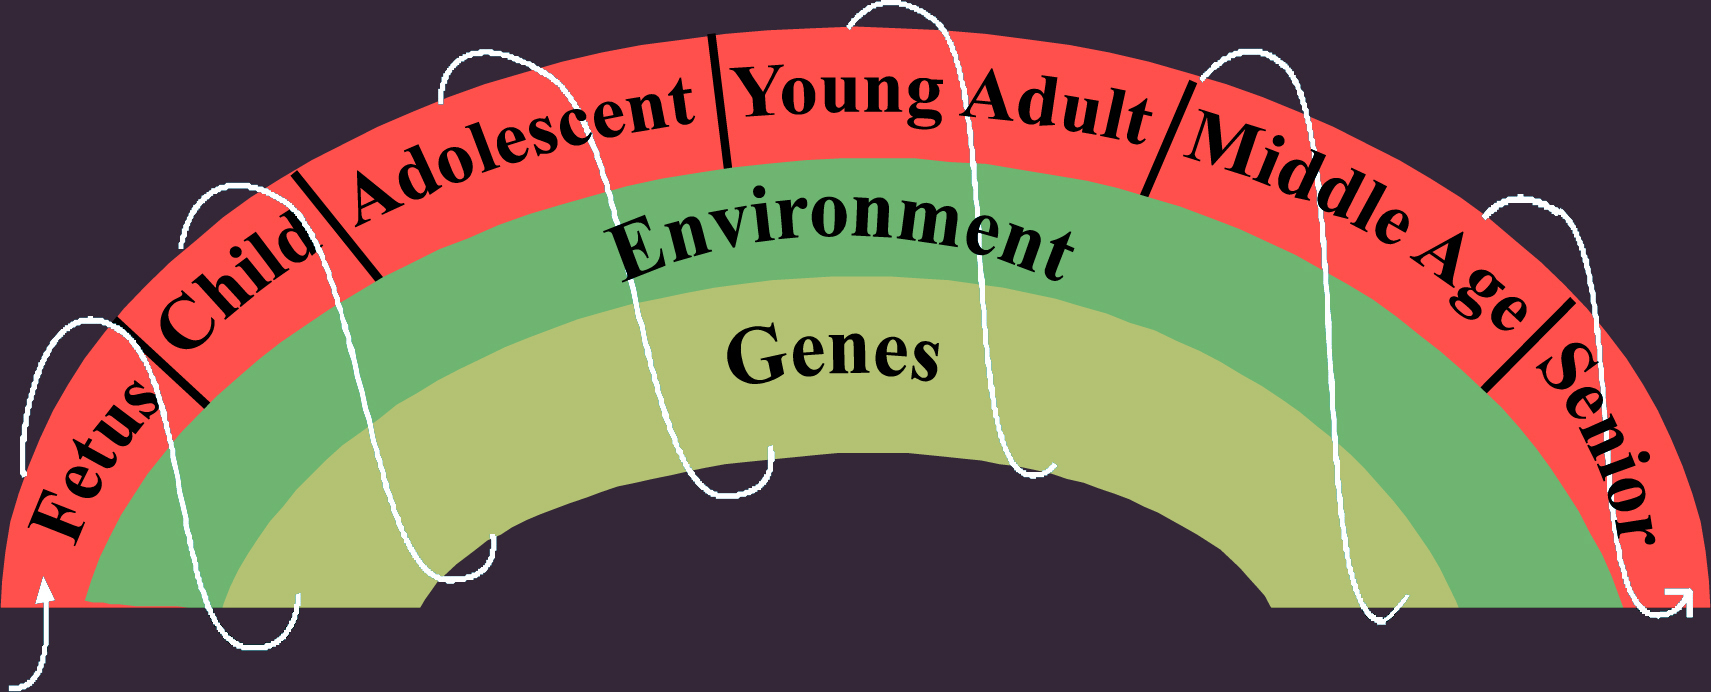 Fetus
Child
Adolescent
Young Adult
Middle Age
Senior
Environment
Genes